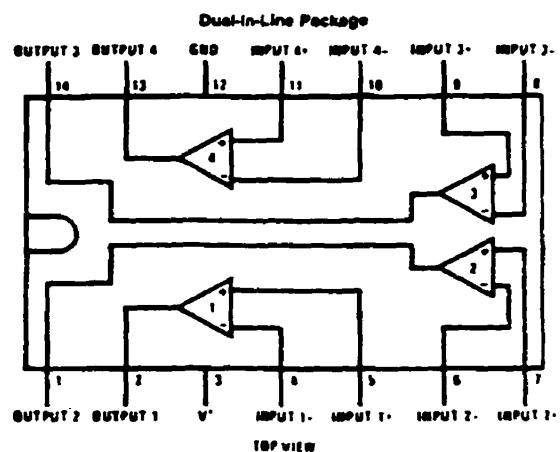 Dual-In-Line Package
OUTPUT 3 OUTPUT 4 GND INPUT 4+ INPUT 4- INPUT 3+ INPUT 3-
14 13 12 11 10 9 8
+ 4 -
+ 3 -
+ 2 -
+ 1 -
1 2 3 4 5 6 7
OUTPUT 2 OUTPUT 1 V+ INPUT 1- INPUT 1+ INPUT 2- INPUT 2+
TOP VIEW